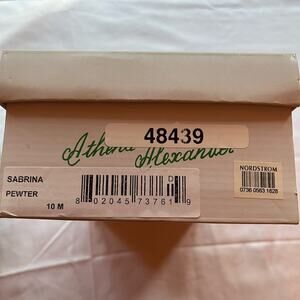 48439
Athena Alexander
NORDSTROM
0736 0563 1628
SABRINA
PEWTER
10 M
D
8 02045 73761 9